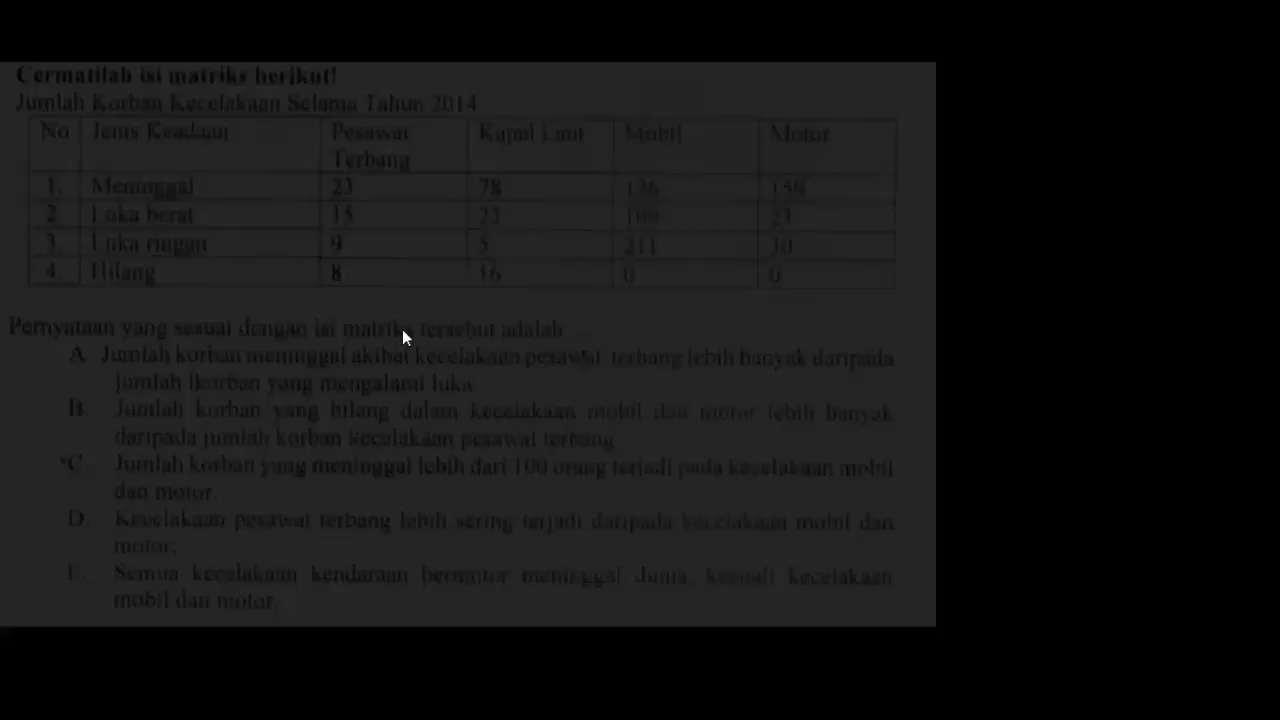 Cermatilah isi matriks berikut!
Jumlah Korban Kecelakaan Selama Tahun 2014
No Jenis Keadaan Pesawat Terbang Kapal Laut Mobil Motor
1. Meninggal 23 78 136 150
2. Luka berat 15 23 23
3. Luka ringan 9 5 211 30
4. Hilang 8 16 0 0
Pernyataan yang sesuai dengan isi matriks tersebut adalah ...
A. Jumlah korban meninggal akibat kecelakaan pesawat terbang lebih banyak daripada
jumlah korban yang mengalami luka.
B. Jumlah korban yang hilang dalam kecelakaan mobil dan motor lebih banyak
daripada jumlah korban kecelakaan pesawat terbang.
C. Jumlah korban yang meninggal lebih dari 100 orang terjadi pada kecelakaan mobil
dan motor.
D. Kecelakaan pesawat terbang lebih sering terjadi daripada kecelakaan mobil dan
motor.
E. Semua kecelakaan kendaraan bermotor meninggal dunia, kecuali kecelakaan
mobil dan motor.